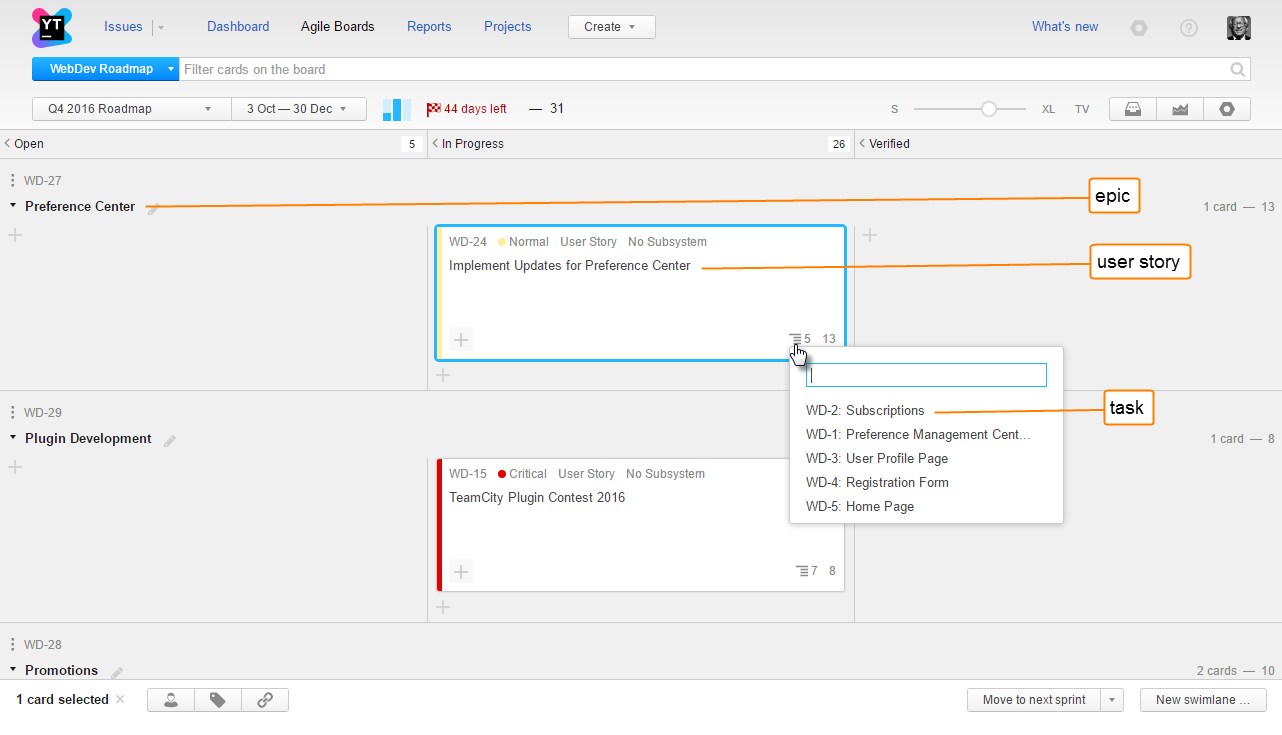 YT
Issues Dashboard Agile Boards Reports Projects Create What's new
WebDev Roadmap Filter cards on the board
Q4 2016 Roadmap 3 Oct — 30 Dec 44 days left — 31 S XL TV
Open 5 In Progress 26 Verified
WD-27
Preference Center epic 1 card — 13
WD-24 Normal User Story No Subsystem
Implement Updates for Preference Center user story
5 13
WD-2: Subscriptions task
WD-1: Preference Management Cent...
WD-3: User Profile Page
WD-4: Registration Form
WD-5: Home Page
WD-29
Plugin Development 1 card — 8
WD-15 Critical User Story No Subsystem
TeamCity Plugin Contest 2016
7 8
WD-28
Promotions 2 cards — 10
1 card selected Move to next sprint New swimlane ...